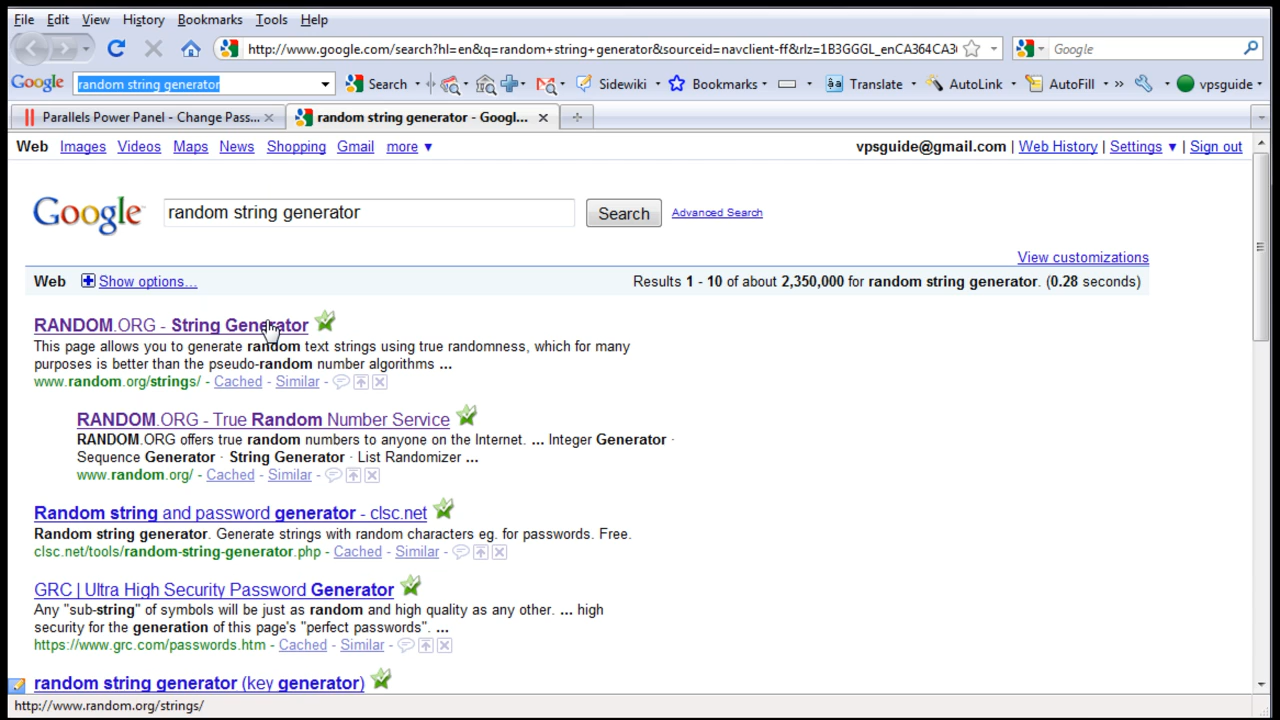 File Edit View History Bookmarks Tools Help
http://www.google.com/search?hl=en&q=random+string+generator&sourceid=navclient-ff&rlz=1B3GGGL_enCA364CA3 Google
Google random string generator Search Sidewiki Bookmarks Translate AutoLink AutoFill » vpsguide
Parallels Power Panel - Change Pass... random string generator - Googl...
Web Images Videos Maps News Shopping Gmail more ▼ vpsguide@gmail.com | Web History | Settings ▼ | Sign out
Google random string generator Search Advanced Search
View customizations
Web Show options... Results 1 - 10 of about 2,350,000 for random string generator. (0.28 seconds)
RANDOM.ORG - String Generator
This page allows you to generate random text strings using true randomness, which for many
purposes is better than the pseudo-random number algorithms ...
www.random.org/strings/ - Cached - Similar -
RANDOM.ORG - True Random Number Service
RANDOM.ORG offers true random numbers to anyone on the Internet. ... Integer Generator ·
Sequence Generator · String Generator · List Randomizer ...
www.random.org/ - Cached - Similar -
Random string and password generator - clsc.net
Random string generator. Generate strings with random characters eg. for passwords. Free.
clsc.net/tools/random-string-generator.php - Cached - Similar -
GRC | Ultra High Security Password Generator
Any "sub-string" of symbols will be just as random and high quality as any other. ... high
security for the generation of this page's "perfect passwords". ...
https://www.grc.com/passwords.htm - Cached - Similar -
random string generator (key generator)
http://www.random.org/strings/